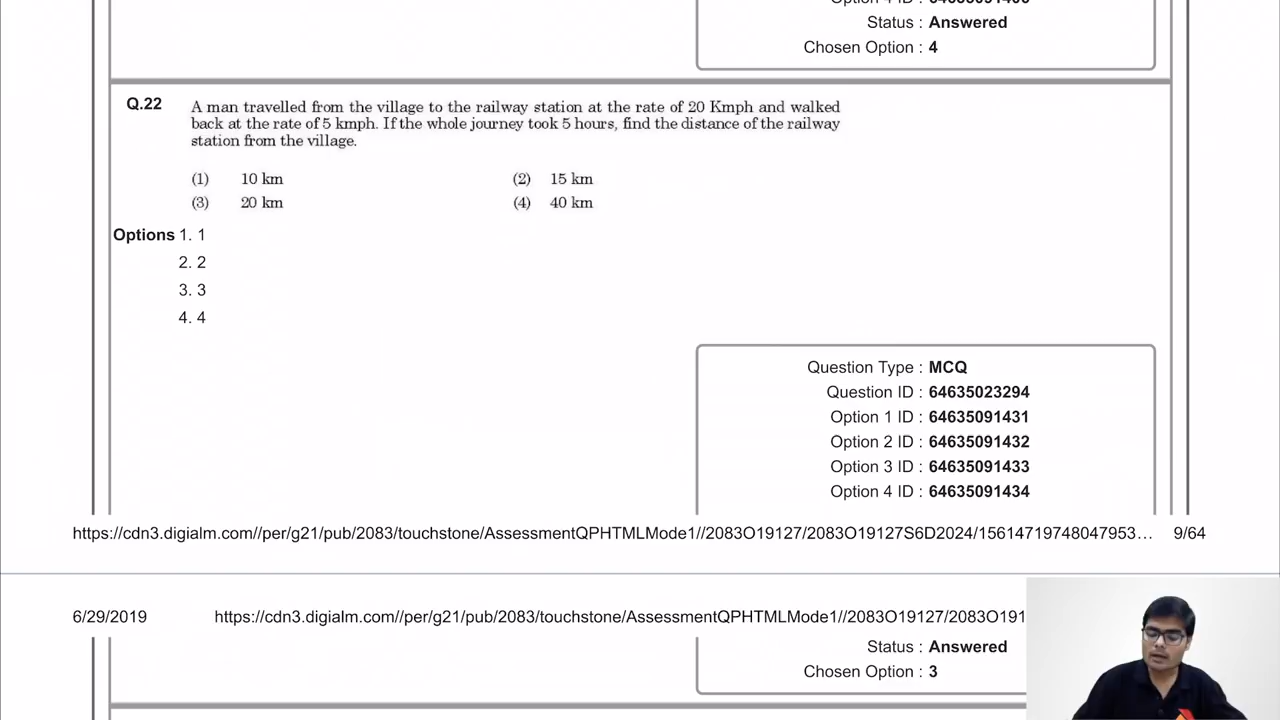 Status : Answered
Chosen Option : 4
Q.22 A man travelled from the village to the railway station at the rate of 20 Kmph and walked
back at the rate of 5 kmph. If the whole journey took 5 hours, find the distance of the railway
station from the village.
(1) 10 km (2) 15 km
(3) 20 km (4) 40 km
Options 1. 1
2. 2
3. 3
4. 4
Question Type : MCQ
Question ID : 64635023294
Option 1 ID : 64635091431
Option 2 ID : 64635091432
Option 3 ID : 64635091433
Option 4 ID : 64635091434
https://cdn3.digialm.com//per/g21/pub/2083/touchstone/AssessmentQPHTMLMode1//2083O19127/2083O19127S6D2024/15614719748047953... 9/64
6/29/2019 https://cdn3.digialm.com//per/g21/pub/2083/touchstone/AssessmentQPHTMLMode1//2083O19127/2083O191
Status : Answered
Chosen Option : 3